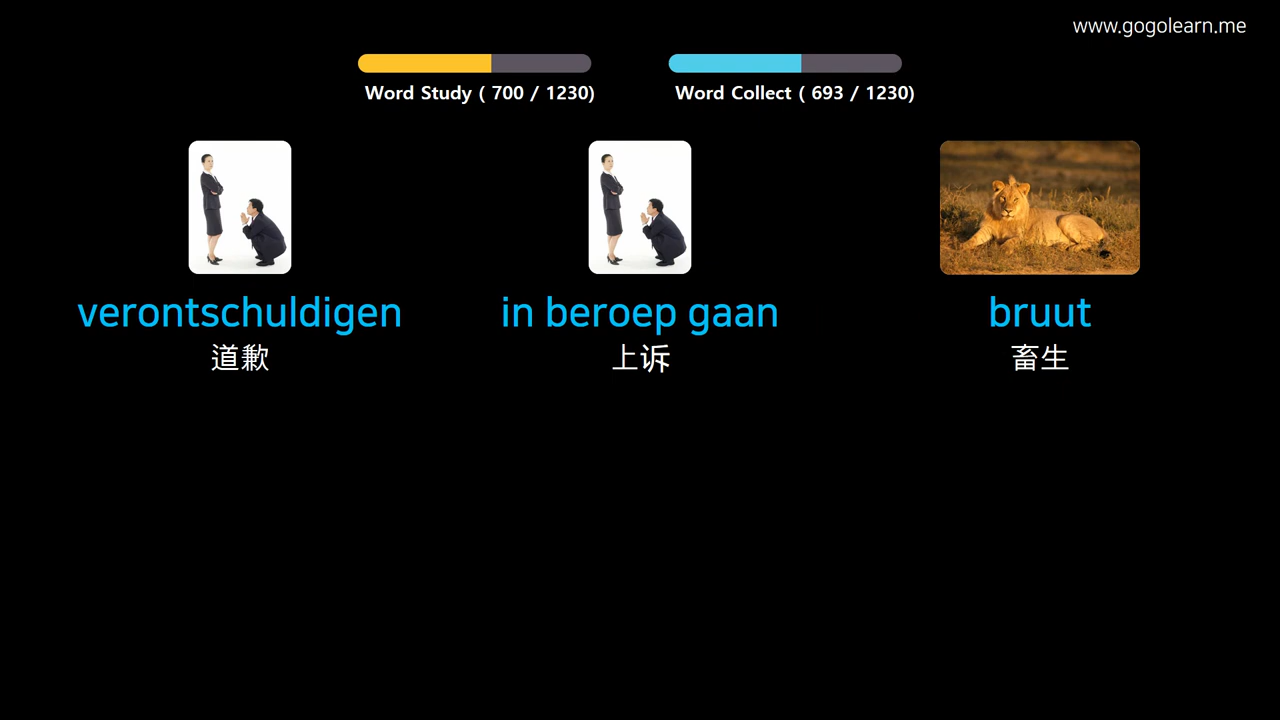 www.gogolearn.me
Word Study ( 700 / 1230)
Word Collect ( 693 / 1230)
verontschuldigen
in beroep gaan
bruut
道歉
上诉
畜生